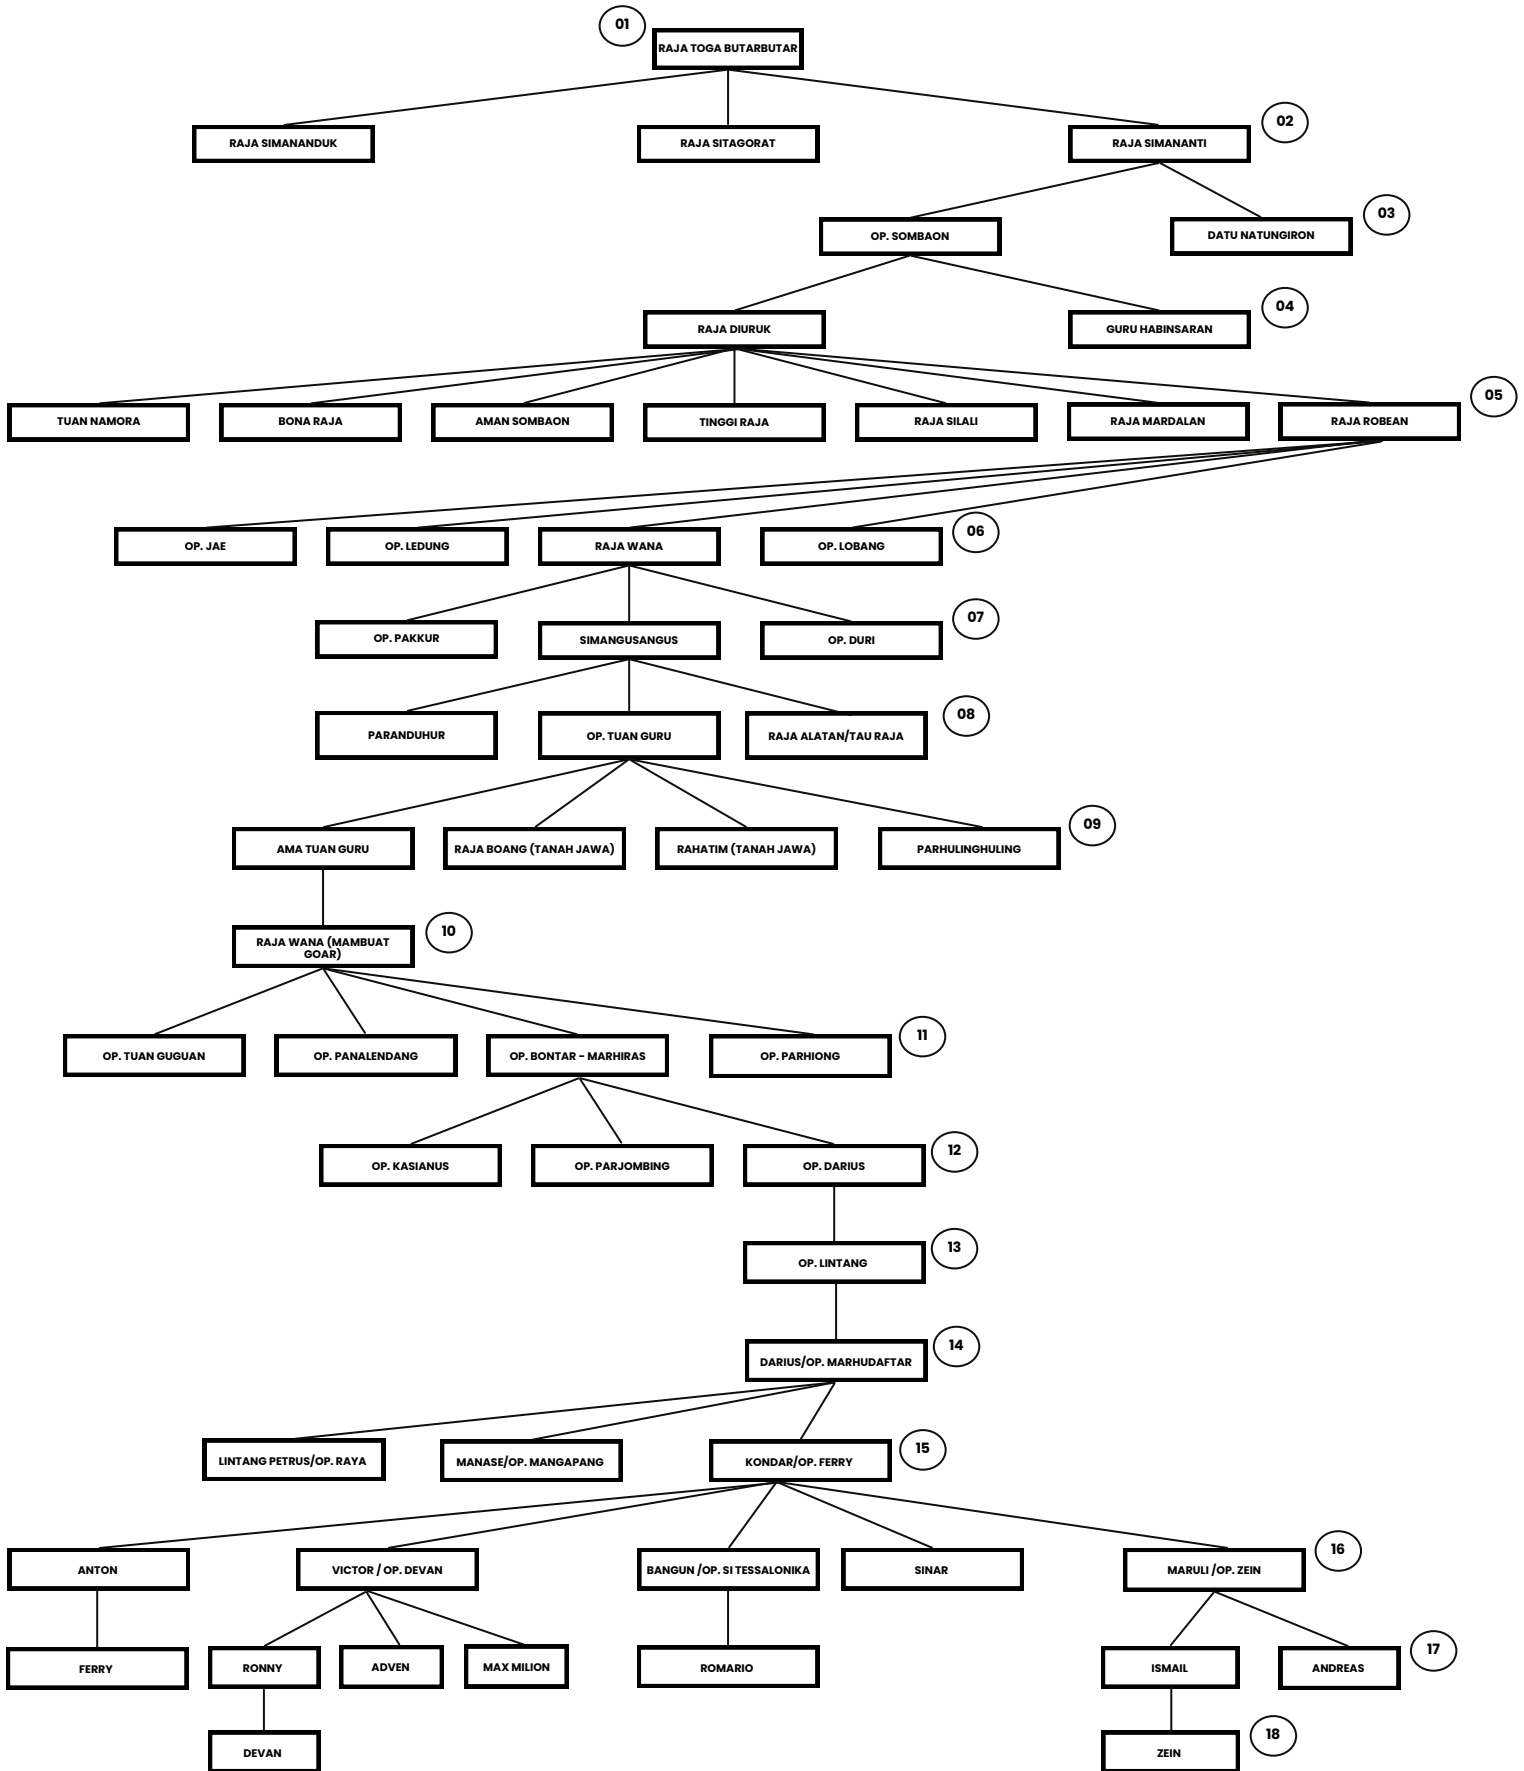 01
RAJA TOGA BUTARBUTAR
02
RAJA SIMANANDUK
RAJA SITAGORAT
RAJA SIMANANTI
03
OP. SOMBAON
DATU NATUNGIRON
04
RAJA DIURUK
GURU HABINSARAN
05
TUAN NAMORA
BONA RAJA
AMAN SOMBAON
TINGGI RAJA
RAJA SILALI
RAJA MARDALAN
RAJA ROBEAN
06
OP. JAE
OP. LEDUNG
RAJA WANA
OP. LOBANG
07
OP. PAKKUR
SIMANGUSANGUS
OP. DURI
08
PARANDUHUR
OP. TUAN GURU
RAJA ALATAN/TAU RAJA
09
AMA TUAN GURU
RAJA BOANG (TANAH JAWA)
RAHATIM (TANAH JAWA)
PARHULINGHULING
10
RAJA WANA (MAMBUAT
GOAR)
11
OP. TUAN GUGUAN
OP. PANALENDANG
OP. BONTAR - MARHIRAS
OP. PARHIONG
12
OP. KASIANUS
OP. PARJOMBING
OP. DARIUS
13
OP. LINTANG
14
DARIUS/OP. MARHUDAFTAR
15
LINTANG PETRUS/OP. RAYA
MANASE/OP. MANGAPANG
KONDAR/OP. FERRY
16
ANTON
VICTOR / OP. DEVAN
BANGUN /OP. SI TESSALONIKA
SINAR
MARULI /OP. ZEIN
17
FERRY
RONNY
ADVEN
MAX MILION
ROMARIO
ISMAIL
ANDREAS
18
DEVAN
ZEIN